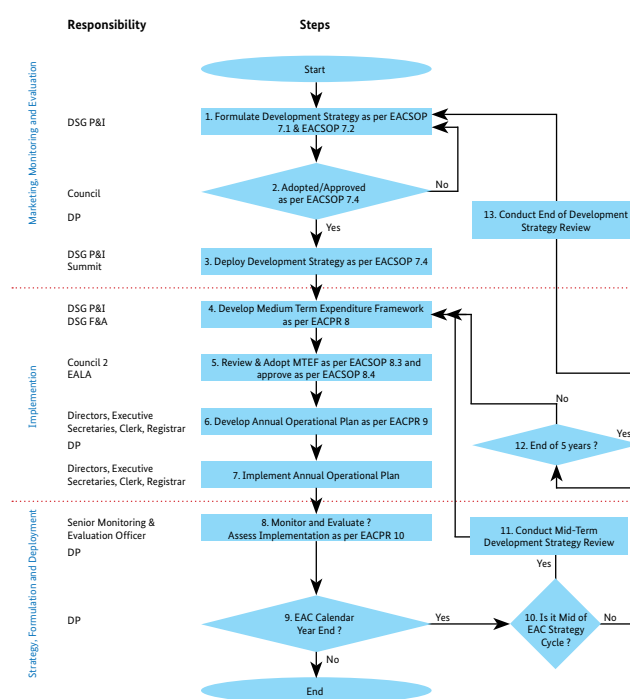 Responsibility
Steps
Marketing, Monitoring and Evaluation
Start
DSG P&I
1. Formulate Development Strategy as per EACSOP
7.1 & EACSOP 7.2
No
Council
DP
2. Adopted/Approved
as per EACSOP 7.4
Yes
13. Conduct End of Development
Strategy Review
DSG P&I
Summit
3. Deploy Development Strategy as per EACSOP 7.4
Implemention
DSG P&I
DSG F&A
4. Develop Medium Term Expenditure Framework
as per EACPR 8
Council 2
EALA
5. Review & Adopt MTEF as per EACSOP 8.3 and
approve as per EACSOP 8.4
Directors, Executive
Secretaries, Clerk, Registrar
DP
6. Develop Annual Operational Plan as per EACPR 9
No
12. End of 5 years ?
Yes
Directors, Executive
Secretaries, Clerk, Registrar
7. Implement Annual Operational Plan
Strategy, Formulation and Deployment
Senior Monitoring &
Evaluation Officer
DP
8. Monitor and Evaluate ?
Assess Implementation as per EACPR 10
11. Conduct Mid-Term
Development Strategy Review
Yes
DP
9. EAC Calendar
Year End ?
Yes
10. Is it Mid of
EAC Strategy
Cycle ?
No
No
End